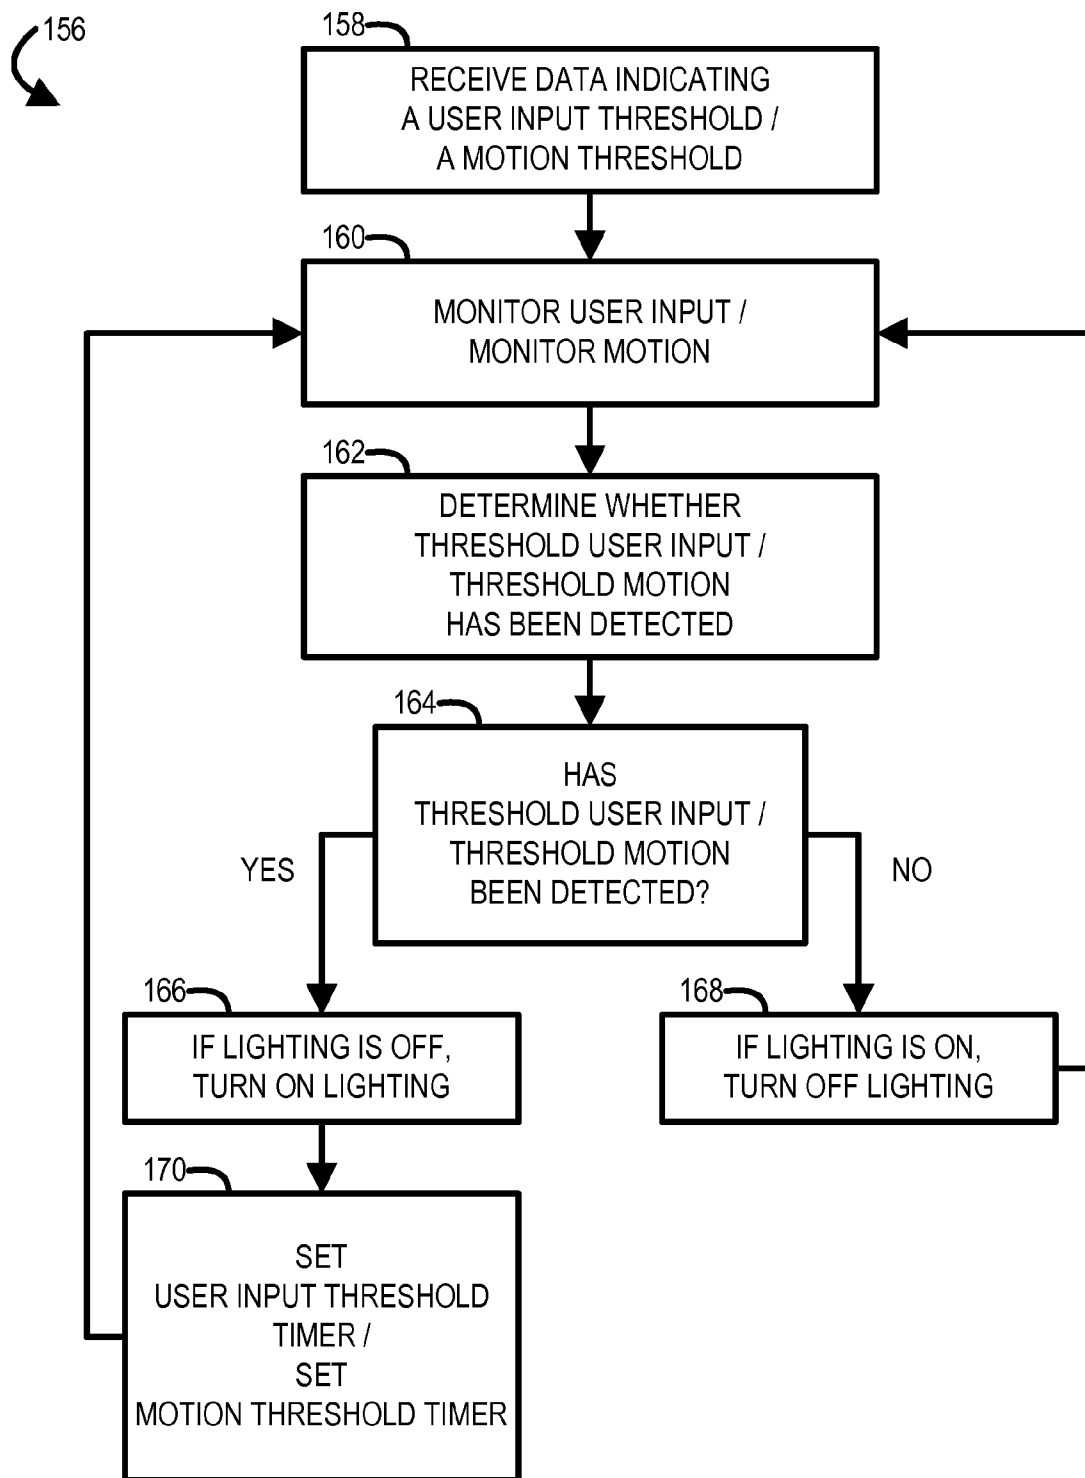 156
158
RECEIVE DATA INDICATING
A USER INPUT THRESHOLD /
A MOTION THRESHOLD
160
MONITOR USER INPUT /
MONITOR MOTION
162
DETERMINE WHETHER
THRESHOLD USER INPUT /
THRESHOLD MOTION
HAS BEEN DETECTED
164
HAS
THRESHOLD USER INPUT /
THRESHOLD MOTION
BEEN DETECTED?
YES
NO
166
IF LIGHTING IS OFF,
TURN ON LIGHTING
168
IF LIGHTING IS ON,
TURN OFF LIGHTING
170
SET
USER INPUT THRESHOLD
TIMER /
SET
MOTION THRESHOLD TIMER